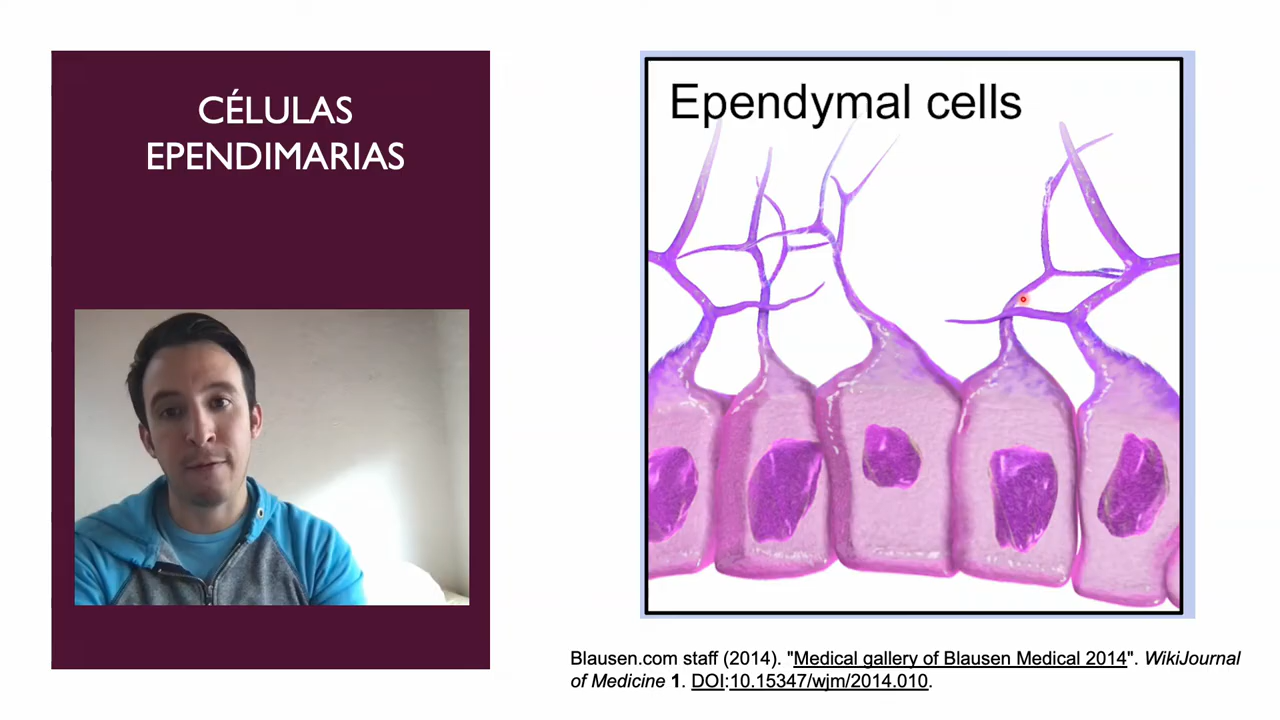 CÉLULAS
EPENDIMARIAS
Ependymal cells
Blausen.com staff (2014). "Medical gallery of Blausen Medical 2014". WikiJournal
of Medicine 1. DOI:10.15347/wjm/2014.010.